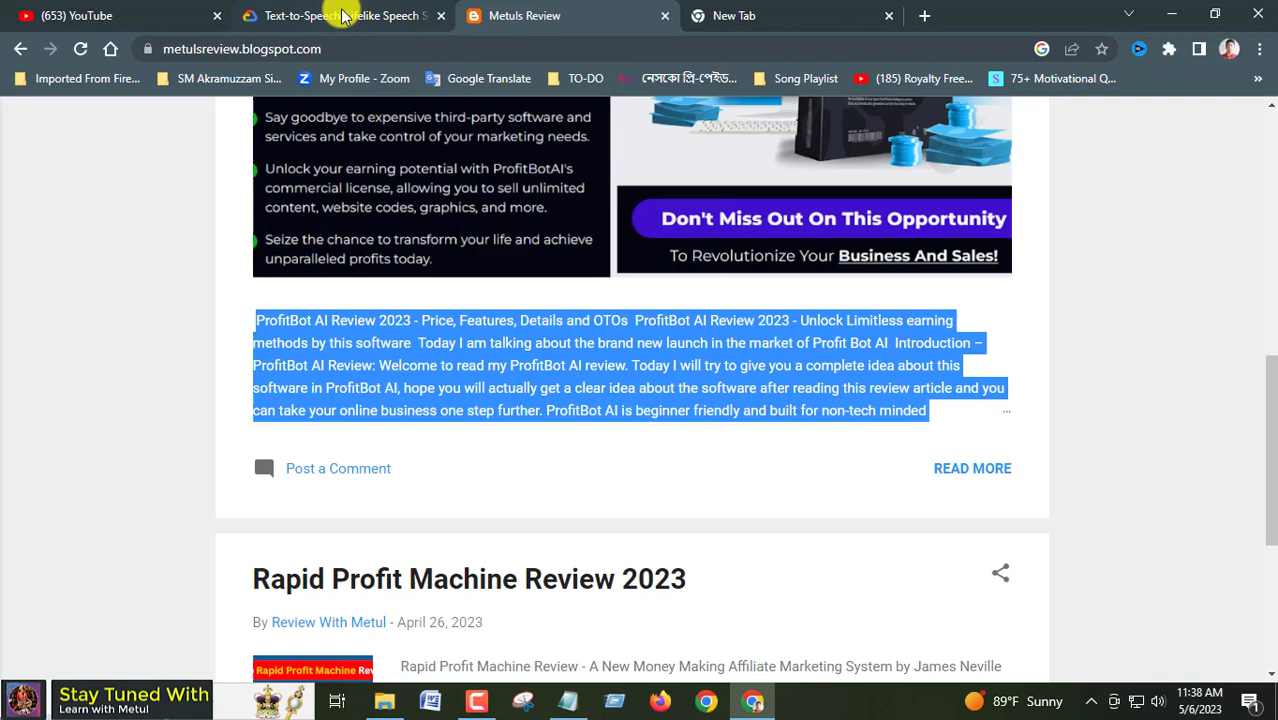 (653) YouTube
Text-to-Speech: Lifelike Speech S
Metuls Review
New Tab
metulsreview.blogspot.com
Imported From Fire...
SM Akramuzzam Si...
My Profile - Zoom
Google Translate
TO-DO
নেসকো প্রি-পেইড...
Song Playlist
(185) Royalty Free...
75+ Motivational Q...
»
Say goodbye to expensive third-party software and
services and take control of your marketing needs.
Unlock your earning potential with ProfitBotAI's
commercial license, allowing you to sell unlimited
content, website codes, graphics, and more.
Seize the chance to transform your life and achieve
unparalleled profits today.
Don't Miss Out On This Opportunity
To Revolutionize Your Business And Sales!
ProfitBot AI Review 2023 - Price, Features, Details and OTOs ProfitBot AI Review 2023 - Unlock Limitless earning
methods by this software Today I am talking about the brand new launch in the market of Profit Bot AI Introduction –
ProfitBot AI Review: Welcome to read my ProfitBot AI review. Today I will try to give you a complete idea about this
software in ProfitBot AI, hope you will actually get a clear idea about the software after reading this review article and you
can take your online business one step further. ProfitBot AI is beginner friendly and built for non-tech minded ...
Post a Comment
READ MORE
Rapid Profit Machine Review 2023
By Review With Metul - April 26, 2023
Rapid Profit Machine Rev
Rapid Profit Machine Review - A New Money Making Affiliate Marketing System by James Neville
Stay Tuned With
Learn with Metul
89°F Sunny
11:38 AM
5/6/2023
1